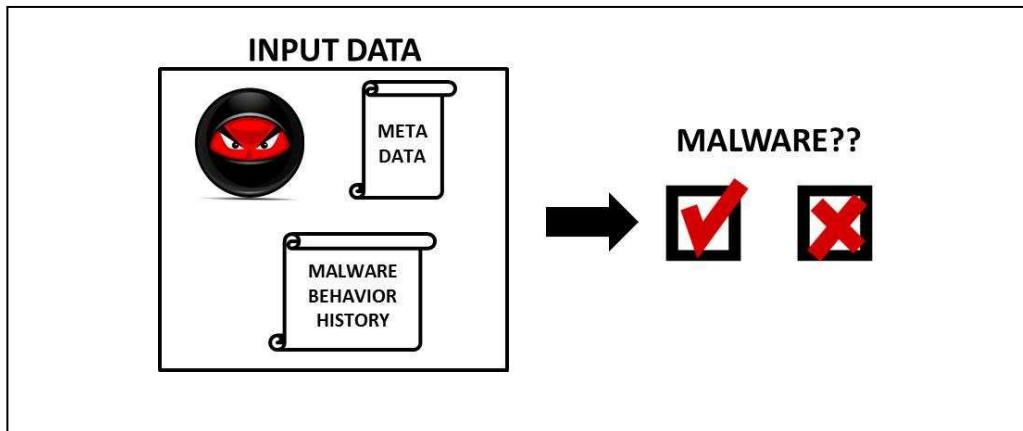 INPUT DATA
META
DATA
MALWARE
BEHAVIOR
HISTORY
MALWARE??